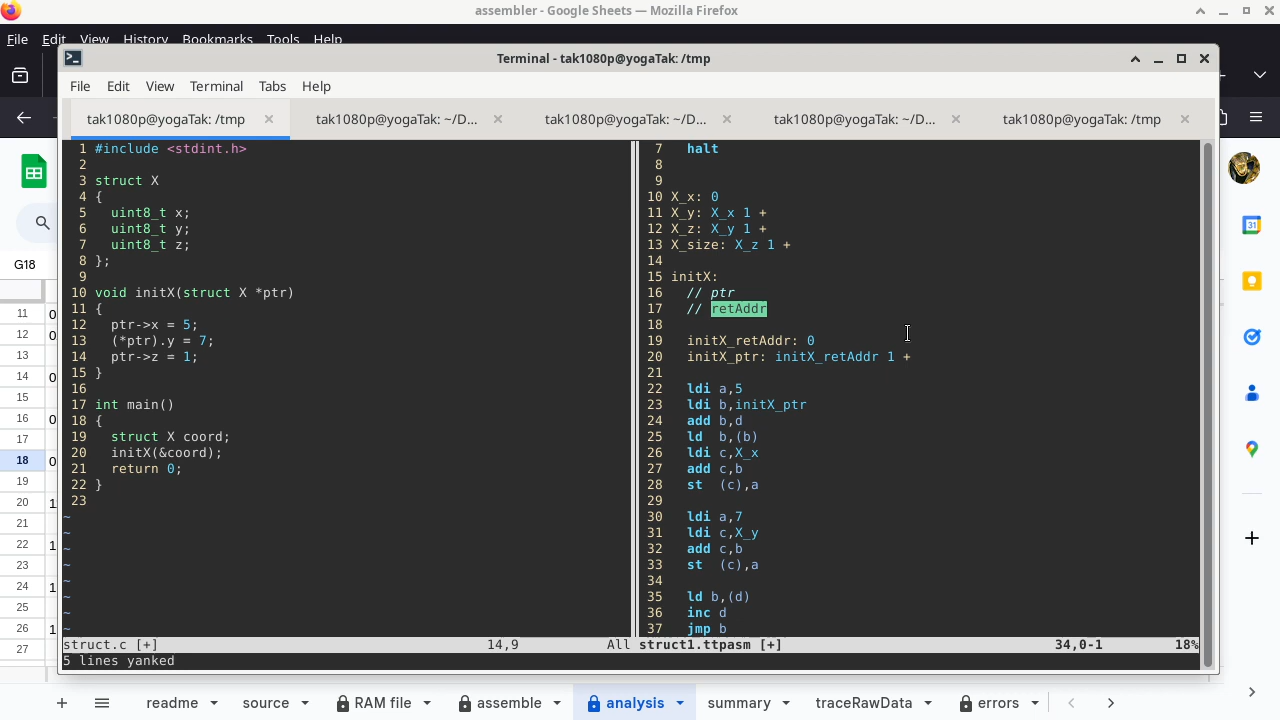 assembler - Google Sheets — Mozilla Firefox
File Edit View History Bookmarks Tools Help
Terminal - tak1080p@yogaTak: /tmp
File Edit View Terminal Tabs Help
tak1080p@yogaTak: /tmp
tak1080p@yogaTak: ~/D...
tak1080p@yogaTak: ~/D...
tak1080p@yogaTak: ~/D...
tak1080p@yogaTak: /tmp
G18
11 0
12 0
14 0
15
16 0
17
18 0
19
20 1
21
22 1
23
24 1
25
26 1
27
1 #include <stdint.h>
2
3 struct X
4 {
5   uint8_t x;
6   uint8_t y;
7   uint8_t z;
8 };
9
10 void initX(struct X *ptr)
11 {
12   ptr->x = 5;
13   (*ptr).y = 7;
14   ptr->z = 1;
15 }
16
17 int main()
18 {
19   struct X coord;
20   initX(&coord);
21   return 0;
22 }
23
~
~
~
~
~
~
~
~
struct.c [+] 14,9 All
7   halt
8
9
10 X_x: 0
11 X_y: X_x 1 +
12 X_z: X_y 1 +
13 X_size: X_z 1 +
14
15 initX:
16   // ptr
17   // retAddr
18
19   initX_retAddr: 0
20   initX_ptr: initX_retAddr 1 +
21
22   ldi a,5
23   ldi b,initX_ptr
24   add b,d
25   ld  b,(b)
26   ldi c,X_x
27   add c,b
28   st  (c),a
29
30   ldi a,7
31   ldi c,X_y
32   add c,b
33   st  (c),a
34
35   ld b,(d)
36   inc d
37   jmp b
struct1.ttpasm [+] 34,0-1 18%
5 lines yanked
31
readme source RAM file assemble analysis summary traceRawData errors